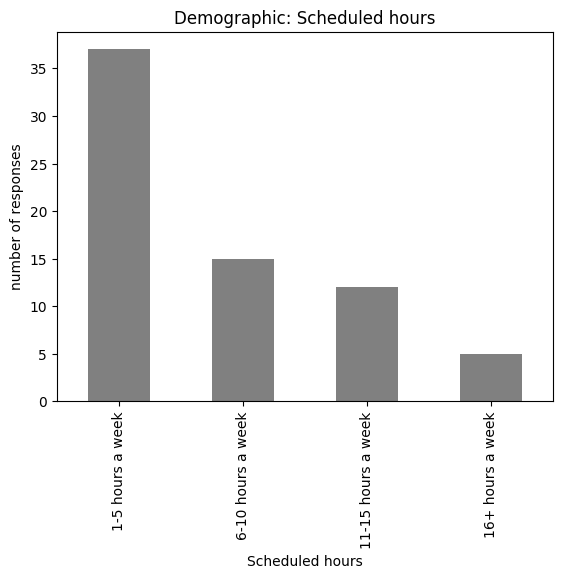 Demographic: Scheduled hours
number of responses
35
30
25
20
15
10
5
0
1-5 hours a week
6-10 hours a week
11-15 hours a week
16+ hours a week
Scheduled hours